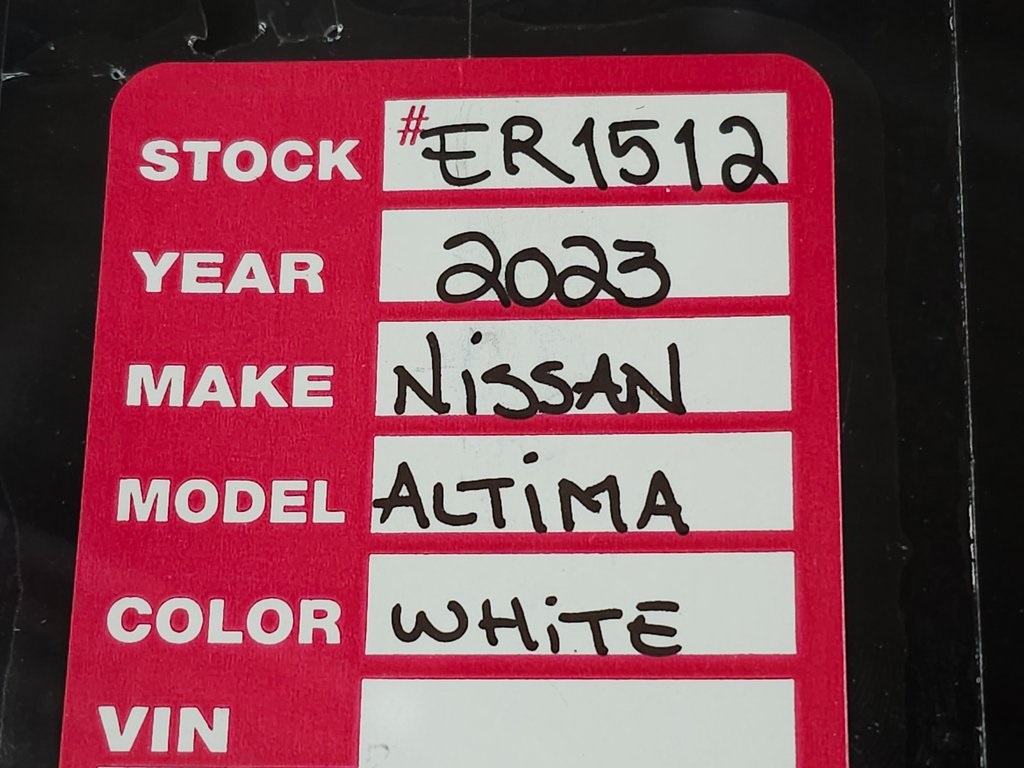 STOCK #ER1512
YEAR 2023
MAKE NiSSAN
MODEL ALTiMA
COLOR WHiTE
VIN